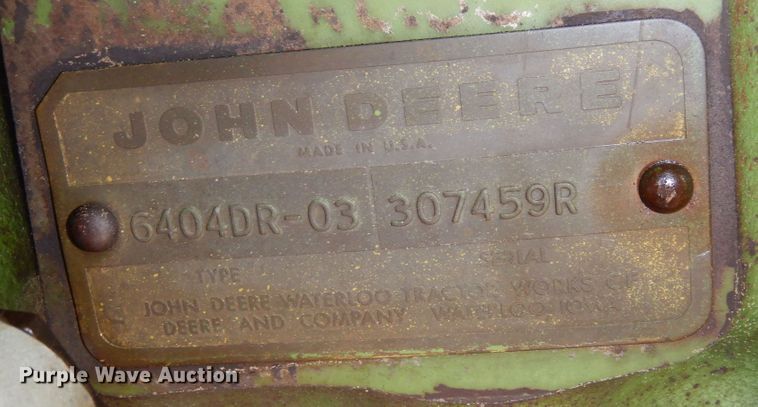 JOHN DEERE
MADE IN U.S.A.
6404DR-03 307459R
TYPE SERIAL
JOHN DEERE WATERLOO TRACTOR WORKS OF
DEERE AND COMPANY WATERLOO, IOWA
Purple Wave Auction